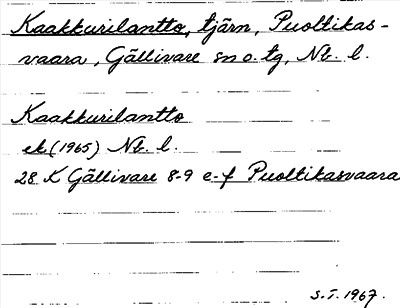 Kaakkurilantto, tjärn, Puoltikas-
vaara, Gällivare sn o. tg, Nb. l.
Kaakkurilantto
ek. (1965) Nb. l.
28 K Gällivare 8-9 e-f Puoltikasvaara
S. I. 1967.